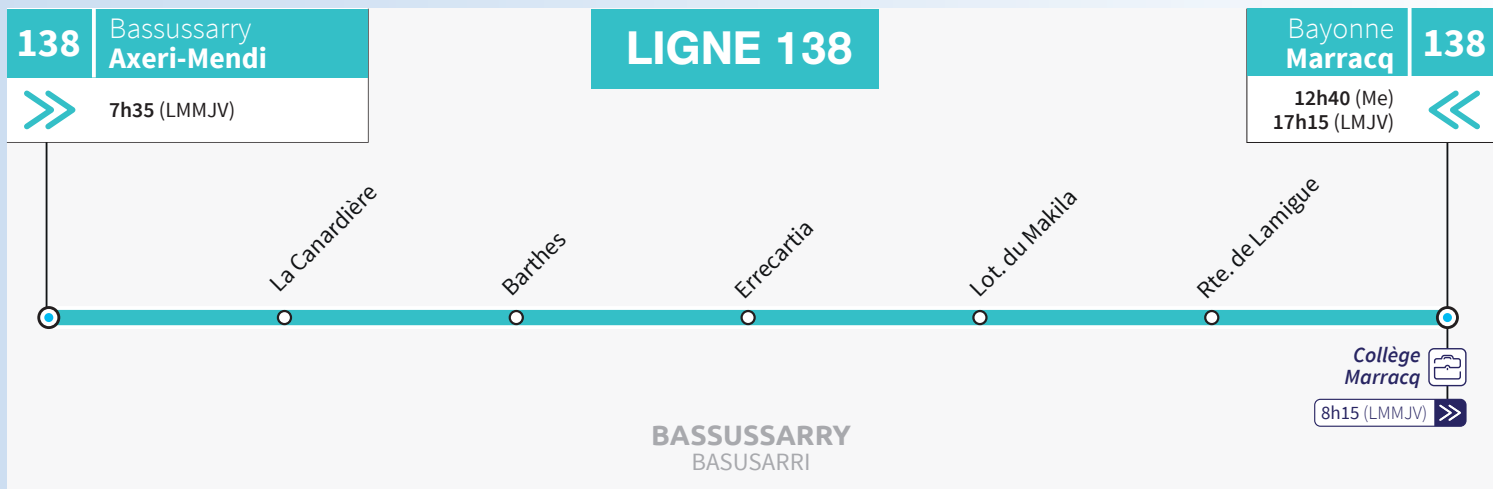 138
Bassussarry
Axeri-Mendi
7h35 (LMMJV)
LIGNE 138
Bayonne
Marracq
138
12h40 (Me)
17h15 (LMJV)
La Canardière
Barthes
Errecartia
Lot. du Makila
Rte. de Lamigue
Collège
Marracq
8h15 (LMMJV)
BASSUSSARRY
BASUSARRI